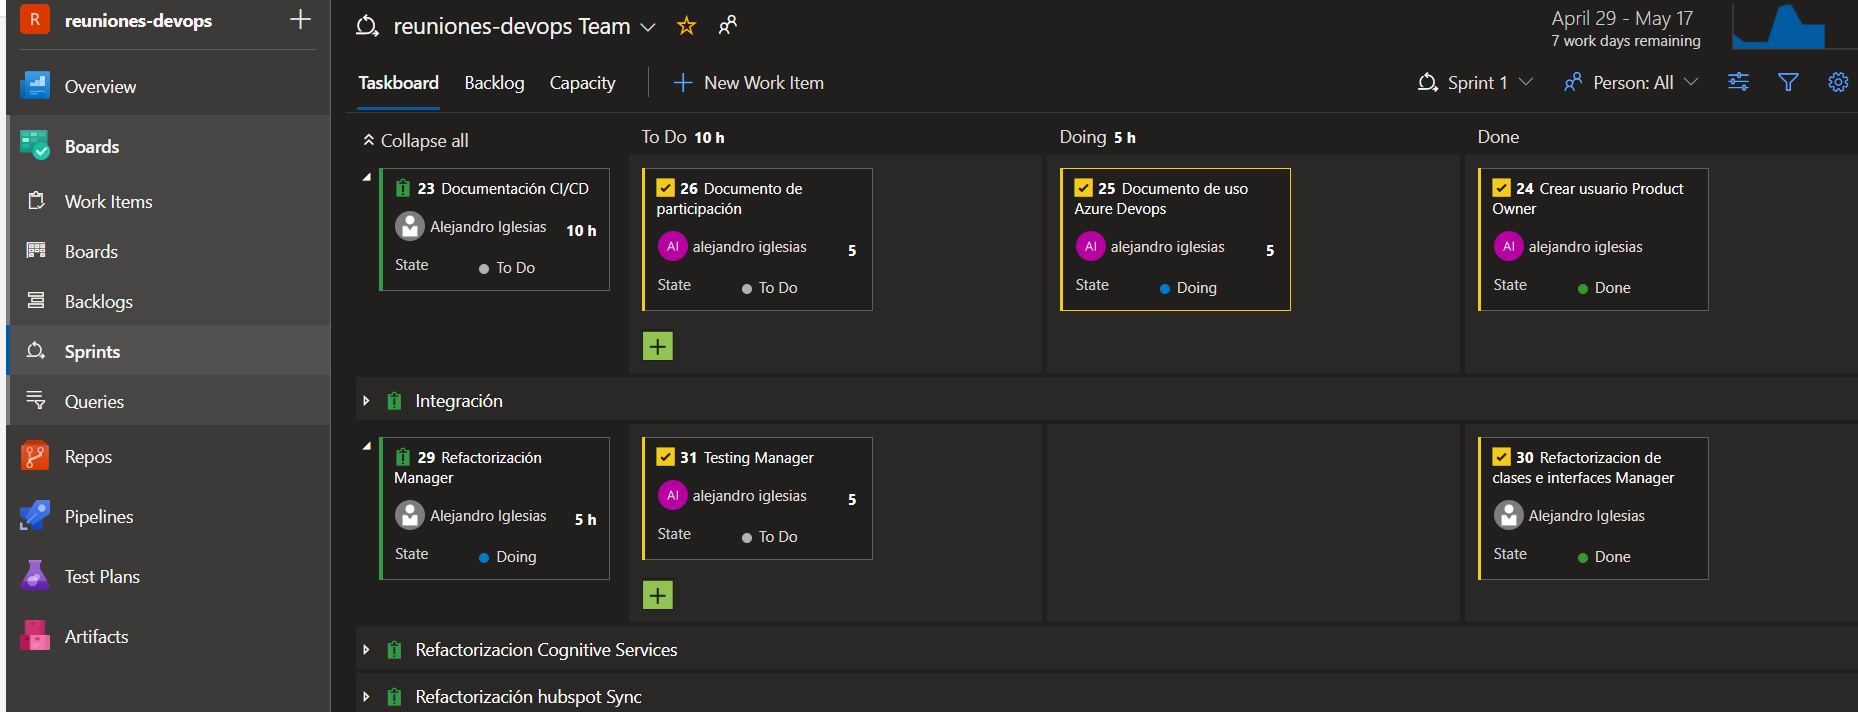 R reuniones-devops
Overview
Boards
Work Items
Boards
Backlogs
Sprints
Queries
Repos
Pipelines
Test Plans
Artifacts
reuniones-devops Team
April 29 - May 17
7 work days remaining
Taskboard Backlog Capacity New Work Item
Sprint 1 Person: All
Collapse all
To Do 10 h
Doing 5 h
Done
23 Documentación CI/CD
Alejandro Iglesias 10 h
State To Do
26 Documento de
participación
AI alejandro iglesias 5
State To Do
25 Documento de uso
Azure Devops
AI alejandro iglesias 5
State Doing
24 Crear usuario Product
Owner
AI alejandro iglesias
State Done
Integración
29 Refactorización
Manager
Alejandro Iglesias 5 h
State Doing
31 Testing Manager
AI alejandro iglesias 5
State To Do
30 Refactorizacion de
clases e interfaces Manager
Alejandro Iglesias
State Done
Refactorizacion Cognitive Services
Refactorización hubspot Sync